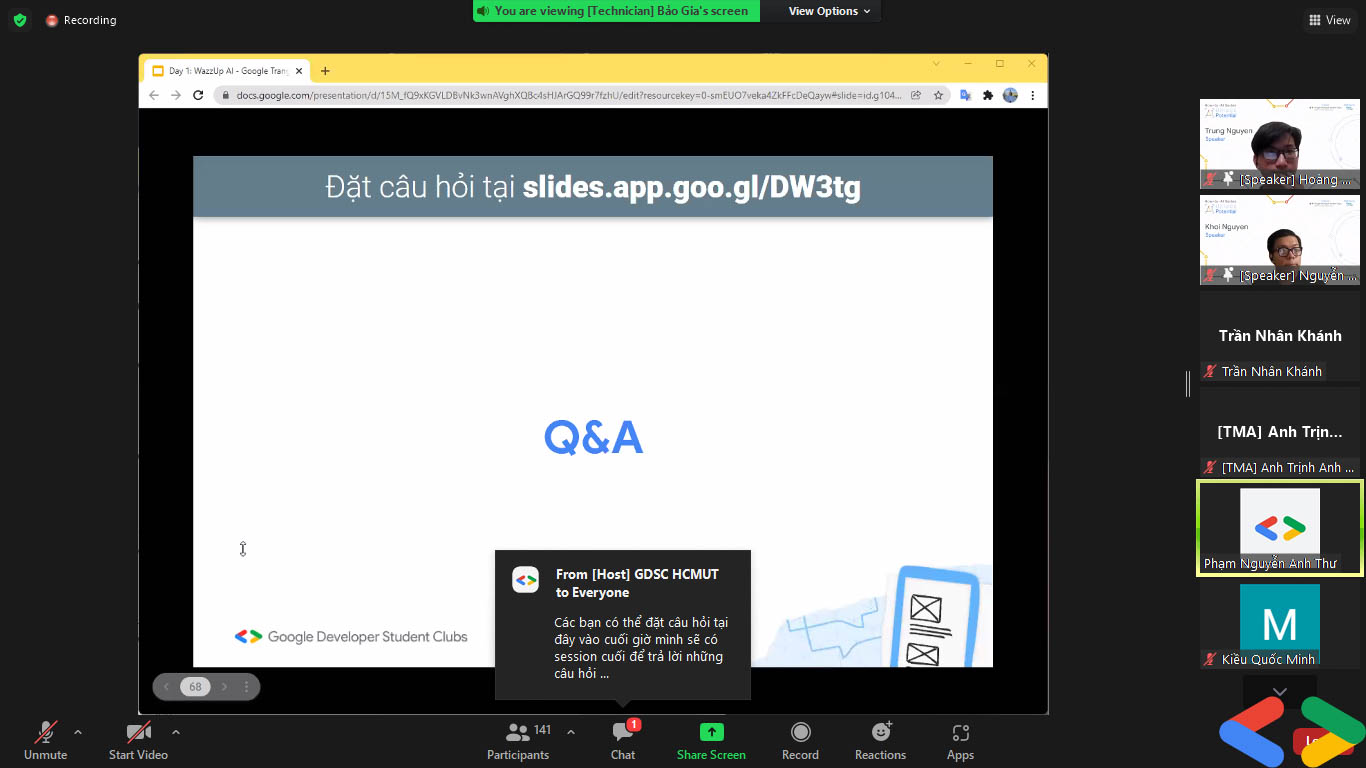 Recording
You are viewing [Technician] Bảo Gia's screen
View Options
View
Day 1: WazzUp AI - Google Trang
docs.google.com/presentation/d/15M_fQ9xKGVLDBvNk3wnAVghXQBc4sHJArGQ99r7fzhU/edit?resourcekey=0-smEUO7veka4ZkFFcDeQayw#slide=id.g104...
Đặt câu hỏi tại slides.app.goo.gl/DW3tg
Q&A
Google Developer Student Clubs
68
From [Host] GDSC HCMUT
to Everyone
Các bạn có thể đặt câu hỏi tại
đây vào cuối giờ mình sẽ có
session cuối để trả lời những
câu hỏi ...
Potential
Trung Nguyen
Speaker
[Speaker] Hoàng ...
Potential
Khoi Nguyen
Speaker
[Speaker] Nguyễn ...
Trần Nhân Khánh
Trần Nhân Khánh
[TMA] Anh Trịn...
[TMA] Anh Trịnh Anh ...
Phạm Nguyễn Anh Thư
M
Kiều Quốc Minh
Unmute
Start Video
Participants
141
Chat
1
Share Screen
Record
Reactions
Apps